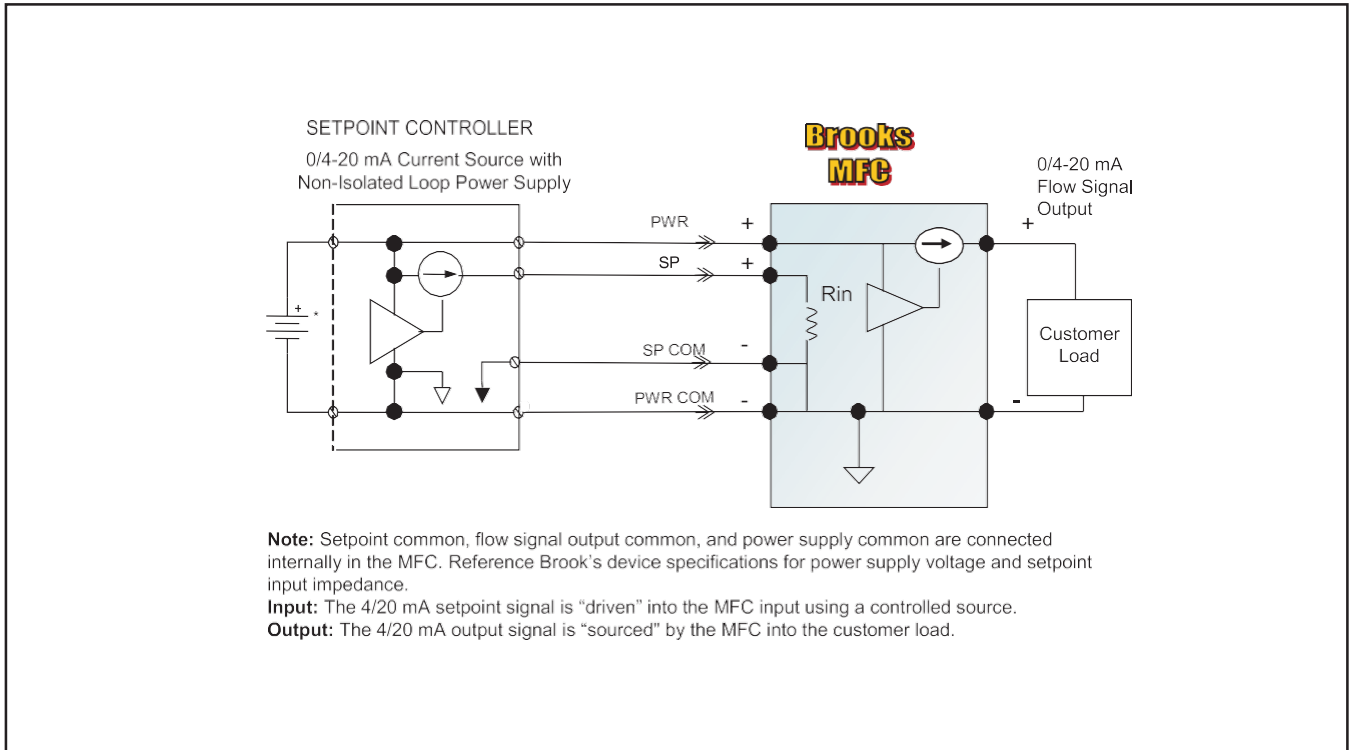 SETPOINT CONTROLLER
0/4-20 mA Current Source with
Non-Isolated Loop Power Supply
Brooks
MFC
0/4-20 mA
Flow Signal
Output
PWR
+
+
SP
+
Rin
+
*
SP COM
-
Customer
Load
PWR COM
-
-
Note: Setpoint common, flow signal output common, and power supply common are connected
internally in the MFC. Reference Brook's device specifications for power supply voltage and setpoint
input impedance.
Input: The 4/20 mA setpoint signal is “driven” into the MFC input using a controlled source.
Output: The 4/20 mA output signal is “sourced" by the MFC into the customer load.